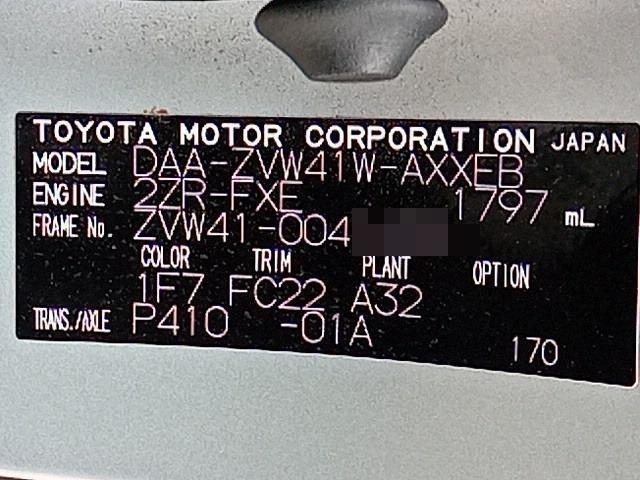 TOYOTA MOTOR CORPORATION JAPAN
MODEL DAA-ZVW41W-AXXEB
ENGINE 2ZR-FXE 1797 mL
FRAME No. ZVW41-004
COLOR TRIM PLANT OPTION
1F7 FC22 A32
TRANS./AXLE P410 -01A
170